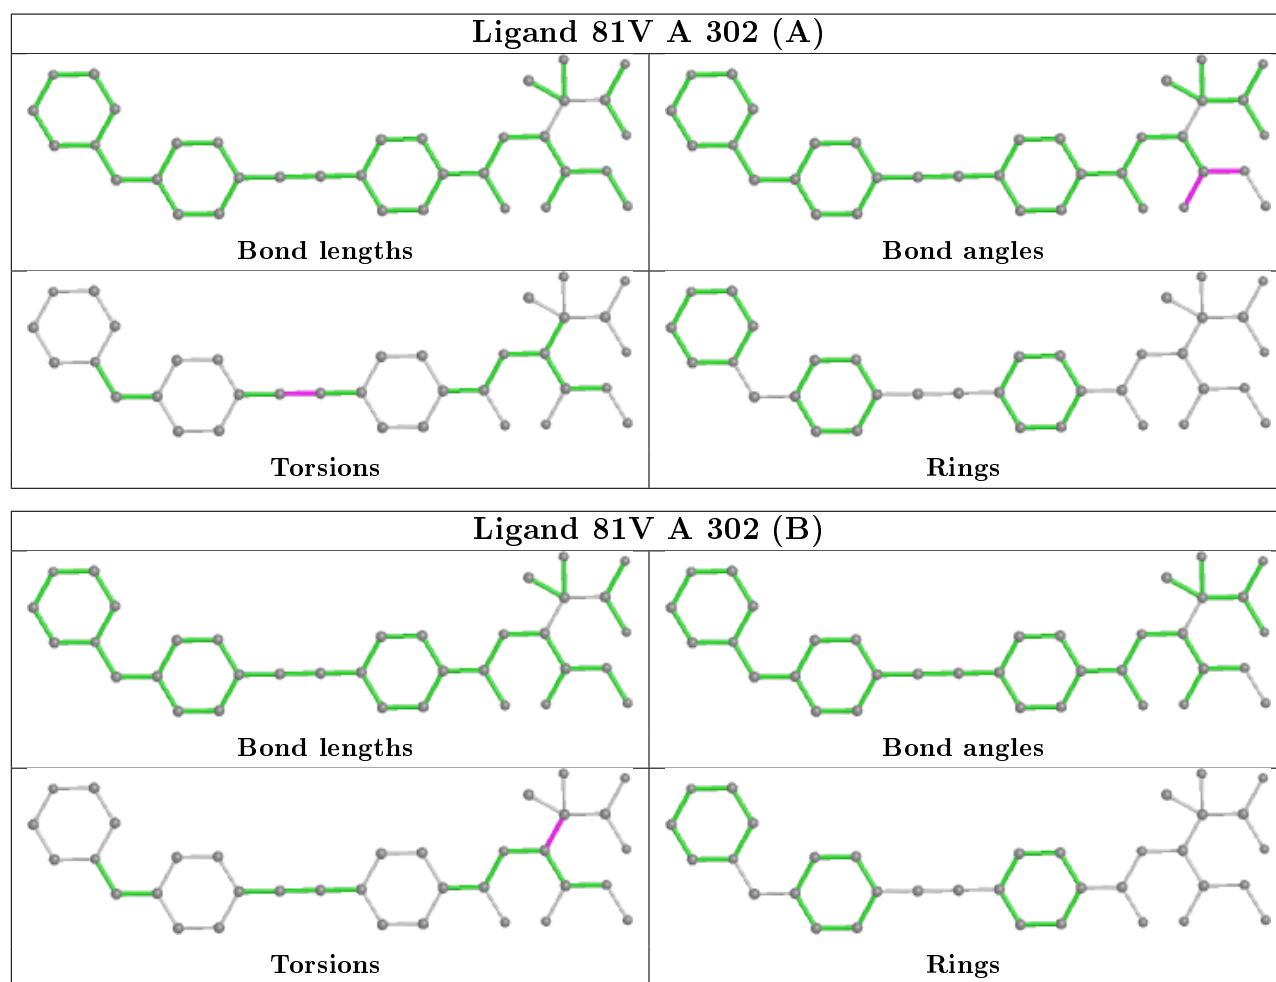 Ligand 81V A 302 (A)
Bond lengths
Bond angles
Torsions
Rings
Ligand 81V A 302 (B)
Bond lengths
Bond angles
Torsions
Rings